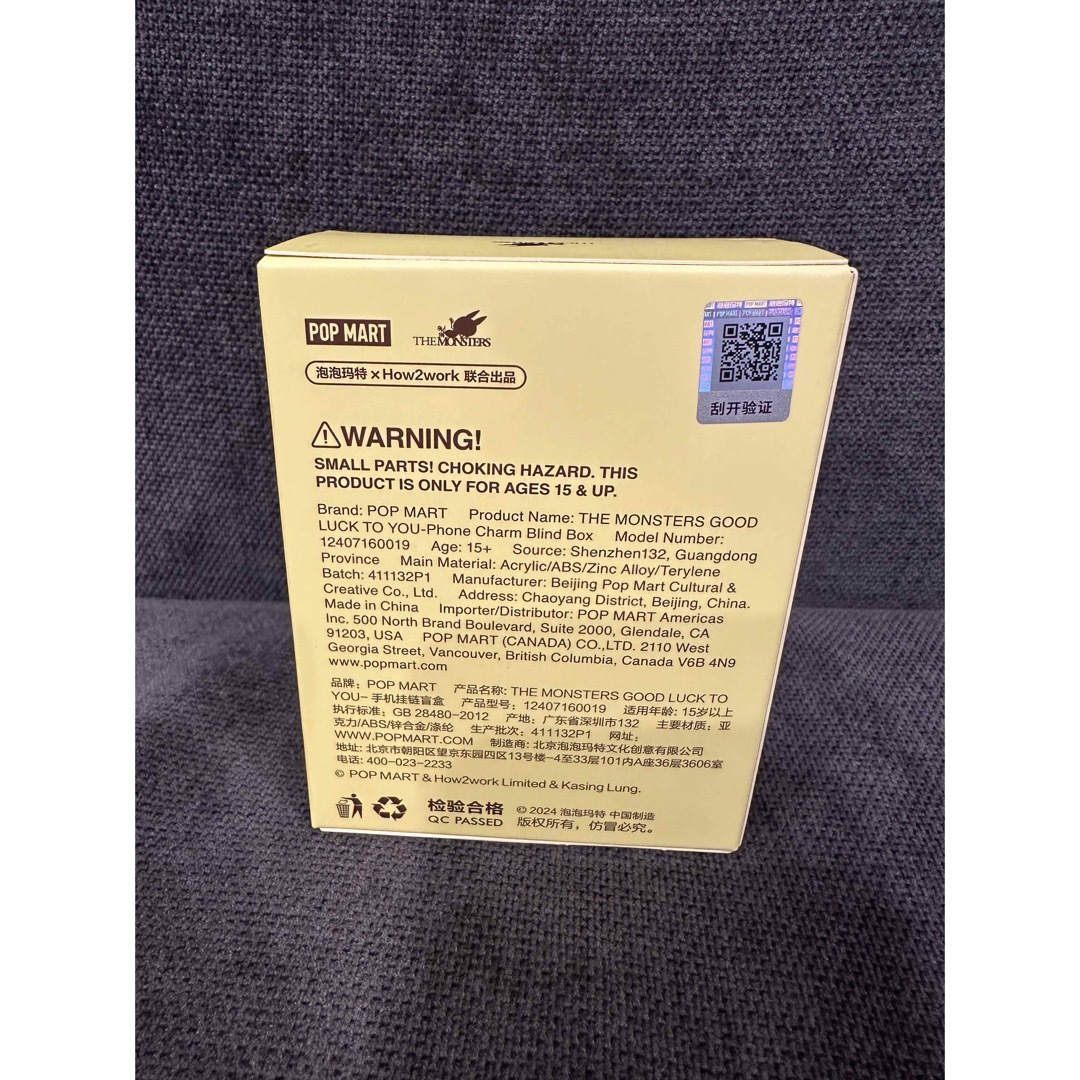 POP MART
THE MONSTERS
泡泡玛特×How2work 联合出品
刮开验证
WARNING!
SMALL PARTS! CHOKING HAZARD. THIS
PRODUCT IS ONLY FOR AGES 15 & UP.
Brand: POP MART Product Name: THE MONSTERS GOOD
LUCK TO YOU-Phone Charm Blind Box Model Number:
12407160019 Age: 15+ Source: Shenzhen132, Guangdong
Province Main Material: Acrylic/ABS/Zinc Alloy/Terylene
Batch: 411132P1 Manufacturer: Beijing Pop Mart Cultural &
Creative Co., Ltd. Address: Chaoyang District, Beijing, China.
Made in China Importer/Distributor: POP MART Americas
Inc. 500 North Brand Boulevard, Suite 2000, Glendale, CA
91203, USA POP MART (CANADA) CO.,LTD. 2110 West
Georgia Street, Vancouver, British Columbia, Canada V6B 4N9
www.popmart.com
品牌: POP MART 产品名称: THE MONSTERS GOOD LUCK TO
YOU- 手机挂链盲盒 产品型号: 12407160019 适用年龄: 15岁以上
执行标准: GB 28480-2012 产地: 广东省深圳市132 主要材质: 亚
克力/ABS/锌合金/涤纶 生产批次: 411132P1 网址:
WWW.POPMART.COM 制造商: 北京泡泡玛特文化创意有限公司
地址: 北京市朝阳区望京东园四区13号楼-4至33层101内A座36层3606室
电话: 400-023-2233
© POP MART & How2work Limited & Kasing Lung.
检验合格 © 2024 泡泡玛特 中国制造
QC PASSED 版权所有，仿冒必究。